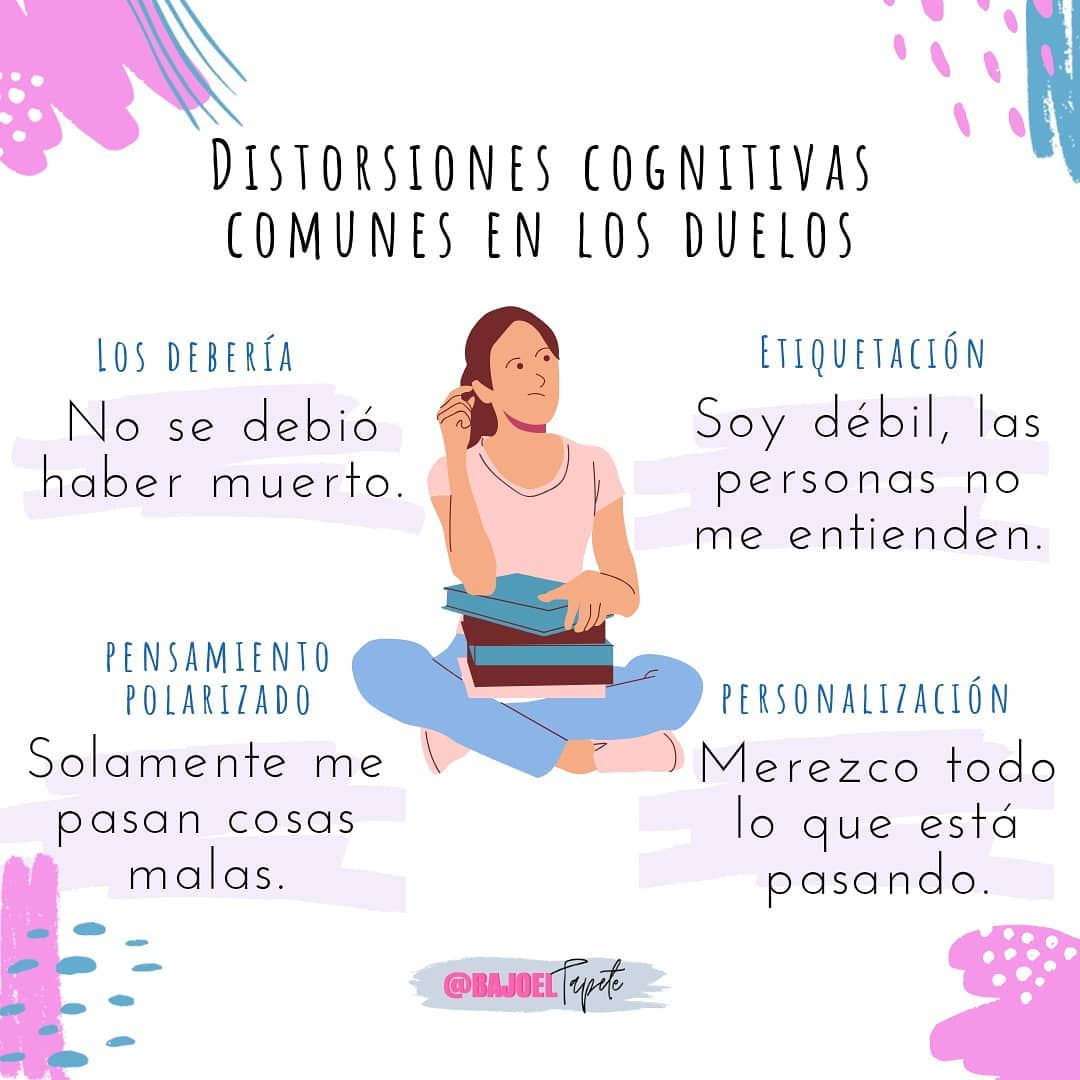 Distorsiones cognitivas
comunes en los duelos
Los debería
No se debió
haber muerto.
Etiquetación
Soy débil, las
personas no
me entienden.
pensamiento
polarizado
Solamente me
pasan cosas
malas.
personalización
Merezco todo
lo que está
pasando.
@BAJOEL Tapete